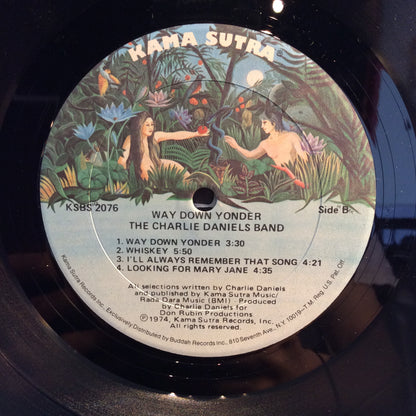 KAMA SUTRA
KSBS 2076
Side B
WAY DOWN YONDER
THE CHARLIE DANIELS BAND
1. WAY DOWN YONDER 3:30
2. WHISKEY 5:50
3. I'LL ALWAYS REMEMBER THAT SONG 4:21
4. LOOKING FOR MARY JANE 4:35
All selections written by Charlie Daniels
and published by Kama Sutra Music/
Rada Dara Music (BMI) · Produced
by Charlie Daniels for
Don Rubin Productions
Ⓟ1974, Kama Sutra Records, Inc.
All rights reserved.
Kama Sutra Records Inc., Exclusively Distributed by Buddah Records Inc., 810 Seventh Ave., N.Y. 10019–T.M. Reg. U.S. Pat. Off.